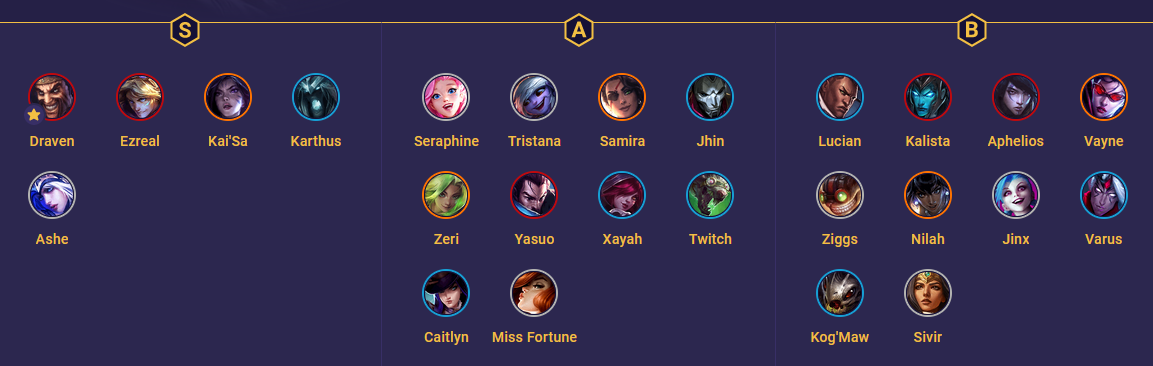 S
A
B
Draven Ezreal Kai'Sa Karthus
Ashe
Seraphine Tristana Samira Jhin
Zeri Yasuo Xayah Twitch
Caitlyn Miss Fortune
Lucian Kalista Aphelios Vayne
Ziggs Nilah Jinx Varus
Kog'Maw Sivir